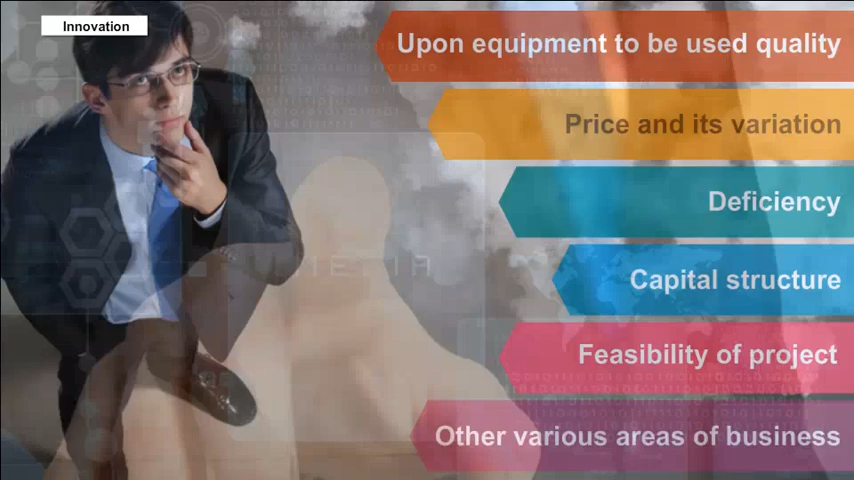 Innovation
Upon equipment to be used quality
Price and its variation
Deficiency
Capital structure
Feasibility of project
Other various areas of business